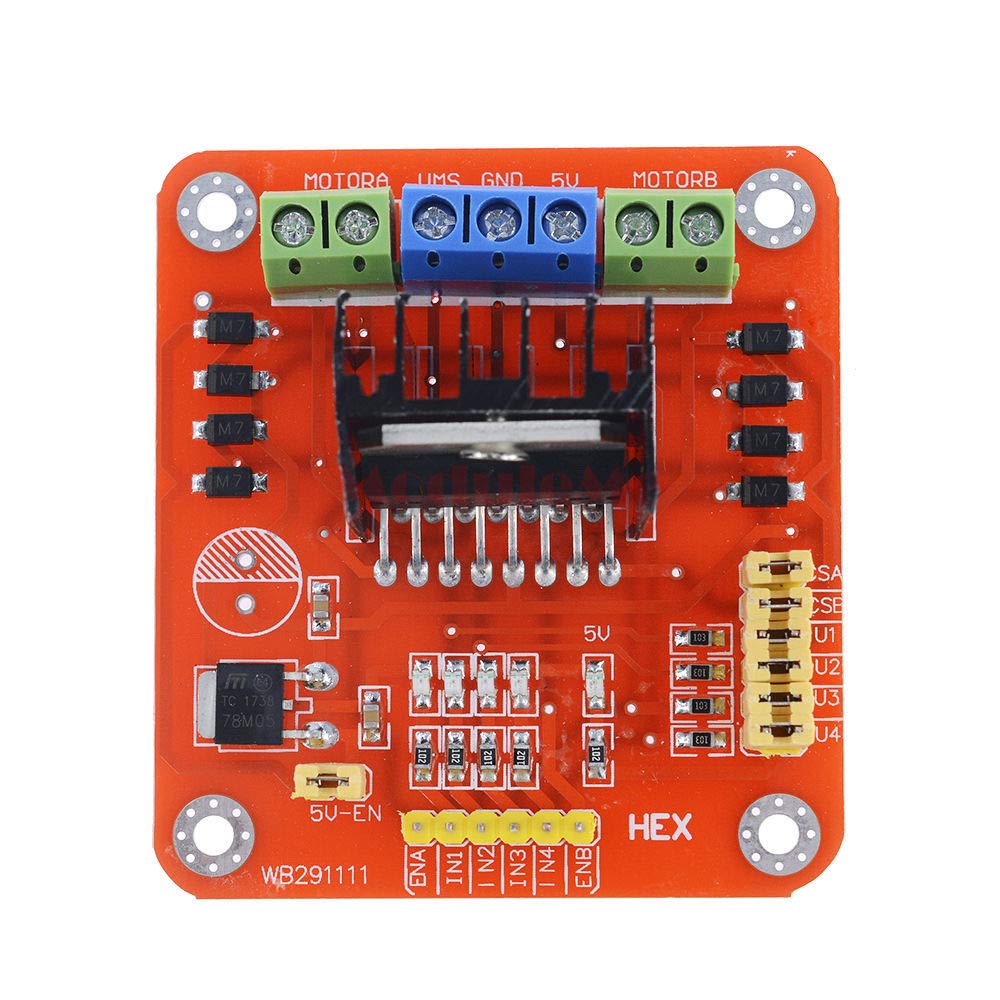 MOTORA VMS GND 5V MOTORB
M7 M7
M7 M7
M7 M7
M7 M7
CSA
CSB
5V
103 U1
103 U2
TC 1738
78M05
103 U3
103 U4
102 102 201 201 102
5V-EN
HEX
ENA IN1 IN2 IN3 IN4 ENB
WB291111